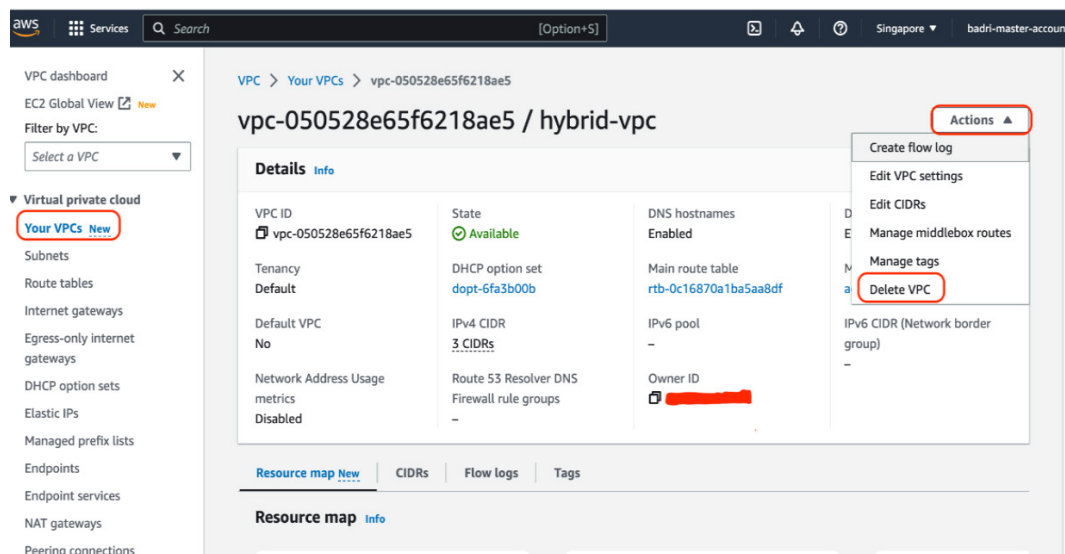 aws
Services
Search
[Option+S]
Singapore ▼
badri-master-accoun
VPC dashboard
EC2 Global View New
Filter by VPC:
Select a VPC
Virtual private cloud
Your VPCs New
Subnets
Route tables
Internet gateways
Egress-only internet
gateways
DHCP option sets
Elastic IPs
Managed prefix lists
Endpoints
Endpoint services
NAT gateways
Peering connections
VPC > Your VPCs > vpc-050528e65f6218ae5
vpc-050528e65f6218ae5 / hybrid-vpc
Actions ▲
Create flow log
Edit VPC settings
Edit CIDRs
Manage middlebox routes
Manage tags
Delete VPC
Details Info
VPC ID
vpc-050528e65f6218ae5
State
Available
DNS hostnames
Enabled
Tenancy
Default
DHCP option set
dopt-6fa3b00b
Main route table
rtb-0c16870a1ba5aa8df
Default VPC
No
IPv4 CIDR
3 CIDRs
IPv6 pool
–
IPv6 CIDR (Network border
group)
–
Network Address Usage
metrics
Disabled
Route 53 Resolver DNS
Firewall rule groups
–
Owner ID
Resource map New
CIDRs
Flow logs
Tags
Resource map Info